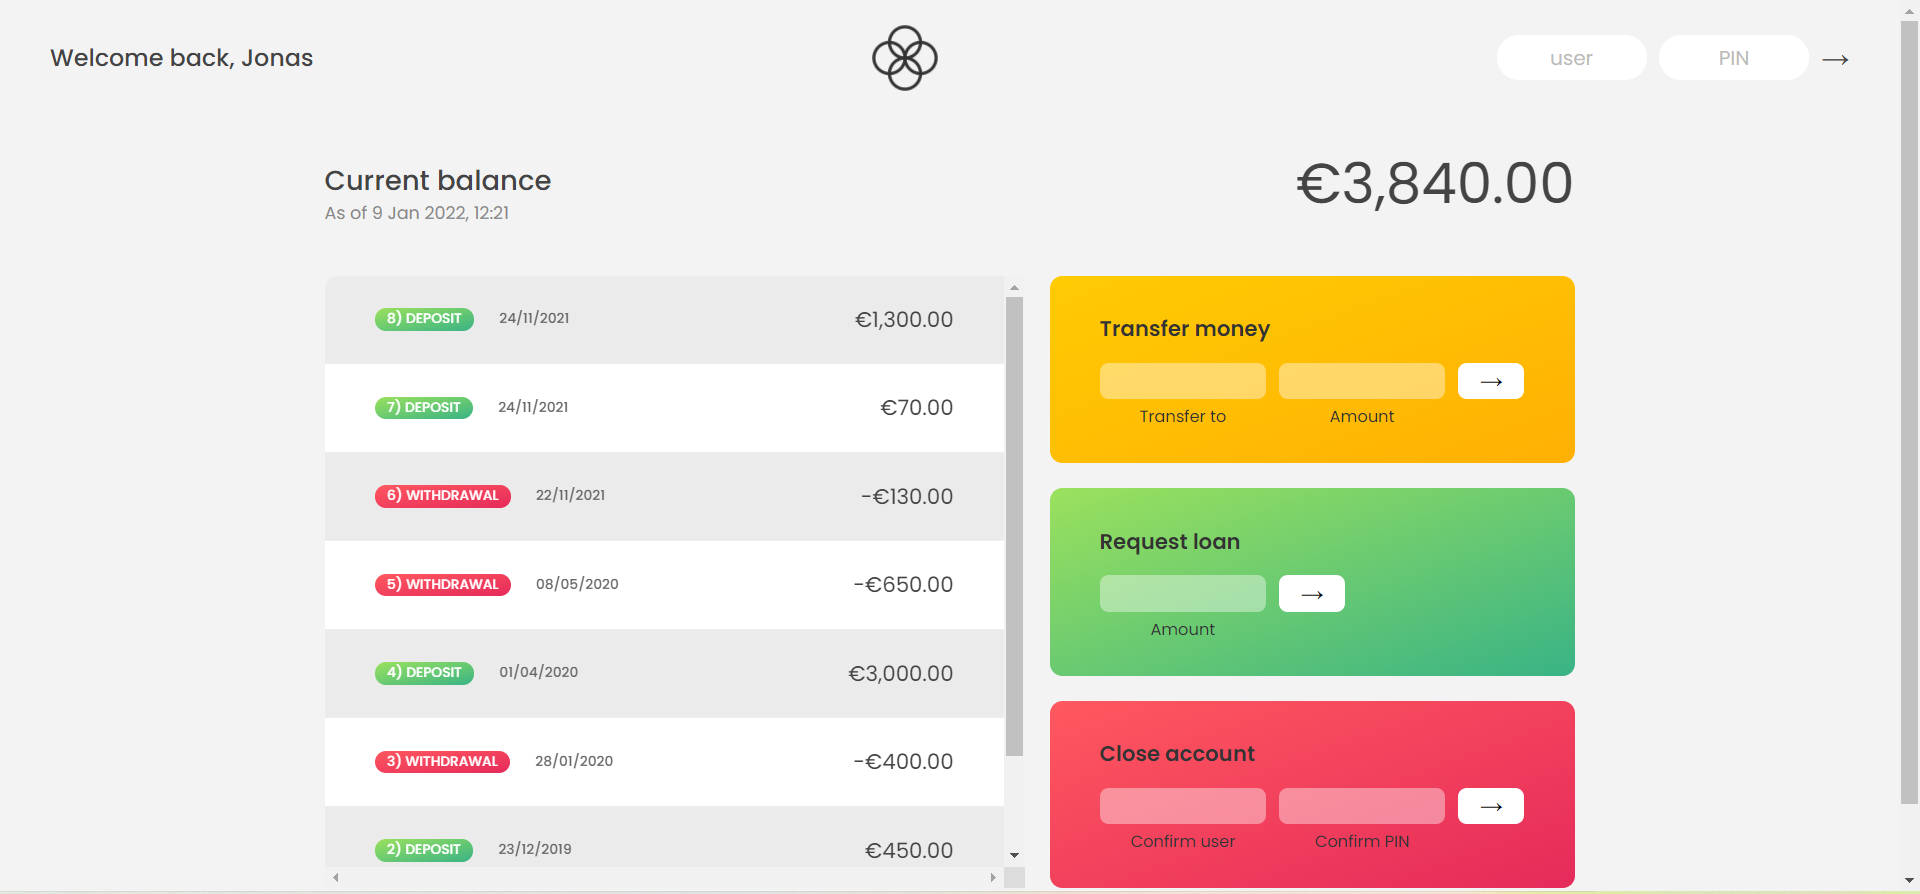 Welcome back, Jonas
user
PIN
→
Current balance
As of 9 Jan 2022, 12:21
€3,840.00
8) DEPOSIT 24/11/2021 €1,300.00
7) DEPOSIT 24/11/2021 €70.00
6) WITHDRAWAL 22/11/2021 -€130.00
5) WITHDRAWAL 08/05/2020 -€650.00
4) DEPOSIT 01/04/2020 €3,000.00
3) WITHDRAWAL 28/01/2020 -€400.00
2) DEPOSIT 23/12/2019 €450.00
Transfer money
→
Transfer to Amount
Request loan
→
Amount
Close account
→
Confirm user Confirm PIN